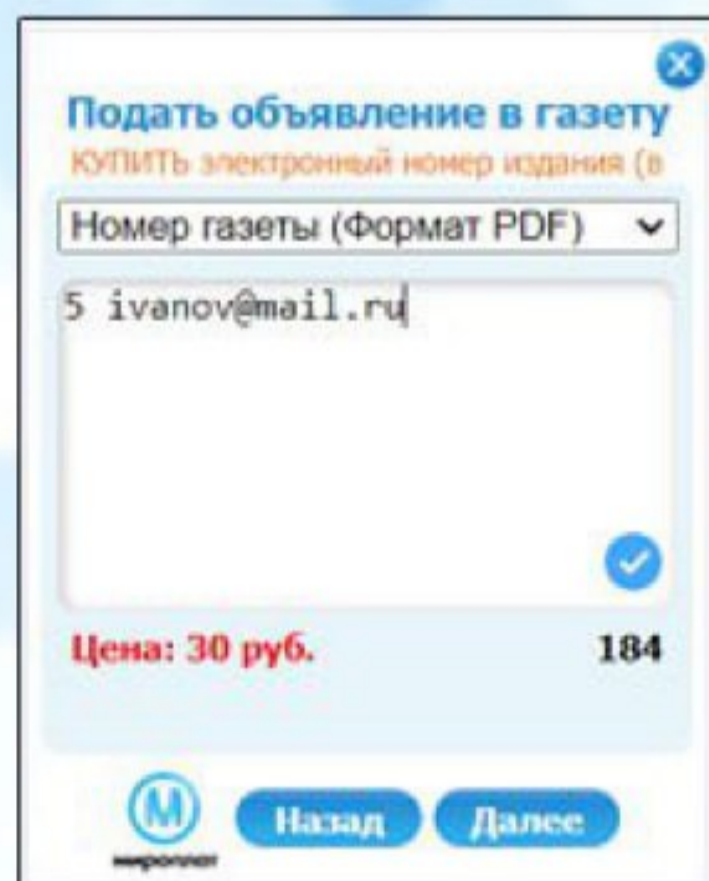 Подать объявление в газету
КУПИТЬ электронный номер издания (в
Номер газеты (Формат PDF)
5 ivanov@mail.ru
Цена: 30 руб.
184
М
мироплат
Назад
Далее